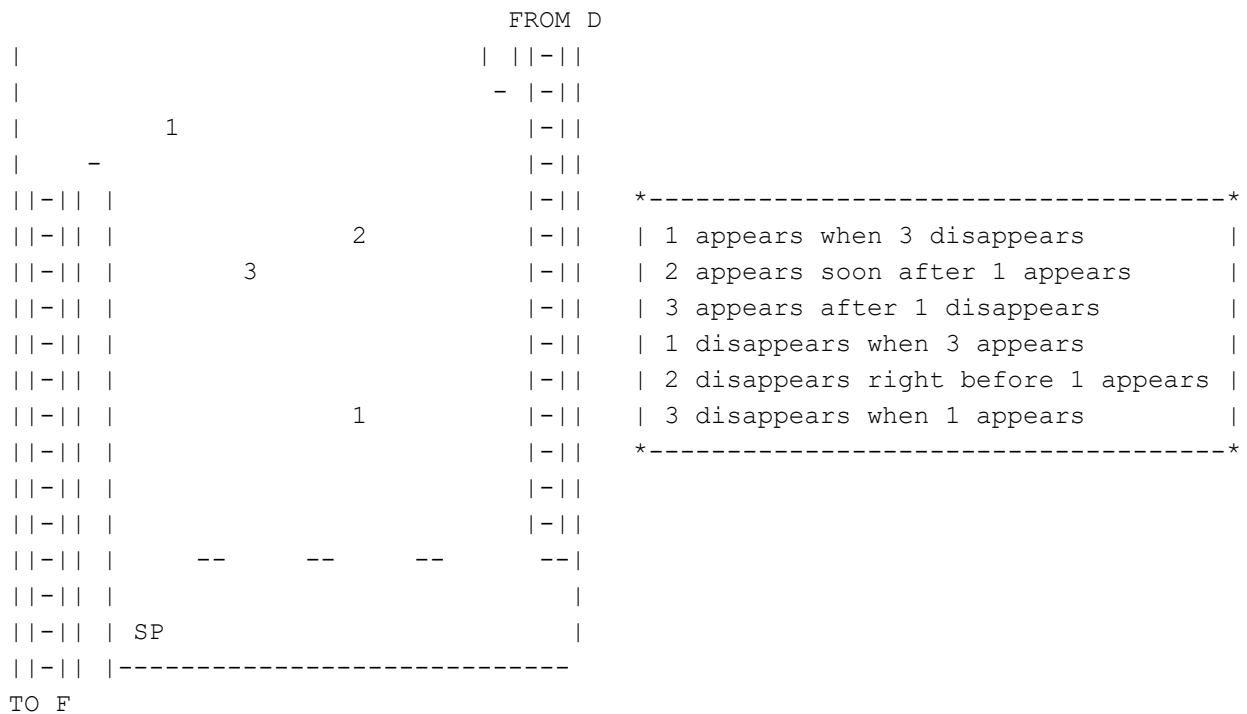 FROM D
| | ||-||
| - |-||
| 1 |-||
| - |-||
||-|| | |-|| *-------------------------------------*
||-|| | 2 |-|| | 1 appears when 3 disappears |
||-|| | 3 |-|| | 2 appears soon after 1 appears |
||-|| | |-|| | 3 appears after 1 disappears |
||-|| | |-|| | 1 disappears when 3 appears |
||-|| | |-|| | 2 disappears right before 1 appears |
||-|| | 1 |-|| | 3 disappears when 1 appears |
||-|| | |-|| *-------------------------------------*
||-|| | |-||
||-|| | |-||
||-|| | -- -- -- --|
||-|| | |
||-|| | SP |
||-|| |-----------------------------
TO F